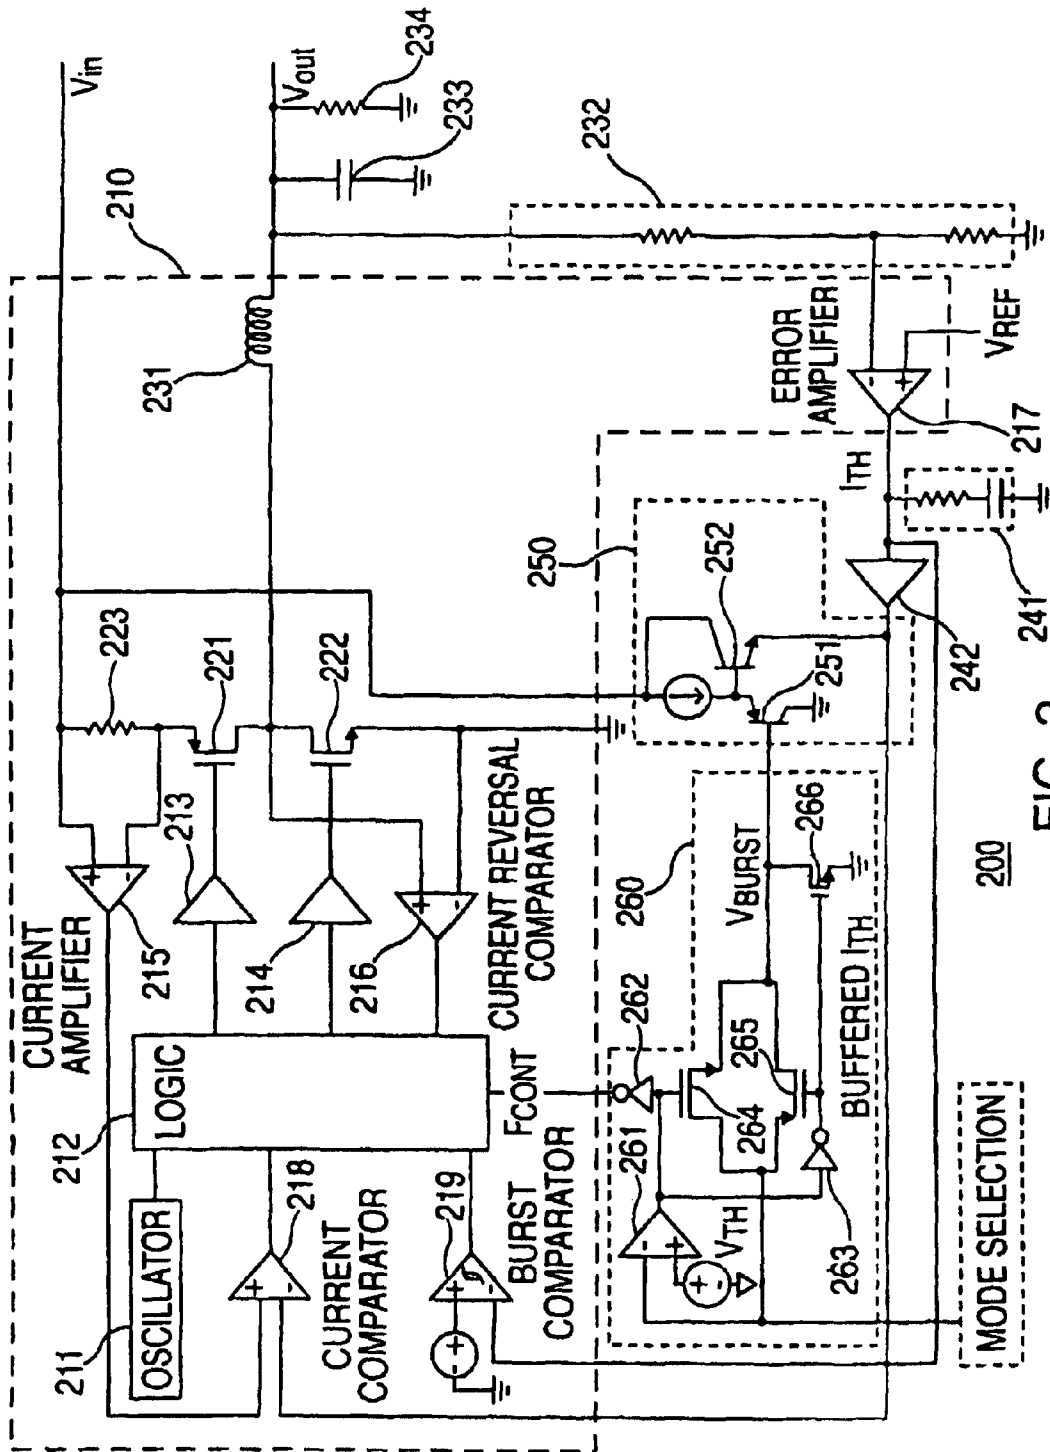 Vin
Vout
234
233
232
210
231
ERROR
AMPLIFIER
VREF
217
ITH
241
242
250
252
251
223
221
222
213
214
215
216
CURRENT
AMPLIFIER
CURRENT REVERSAL
COMPARATOR
LOGIC
212
211
OSCILLATOR
218
CURRENT
COMPARATOR
219
BURST
COMPARATOR
FCONT
262
260
VBURST
266
261
264
265
BUFFERED ITH
VTH
263
MODE SELECTION
200